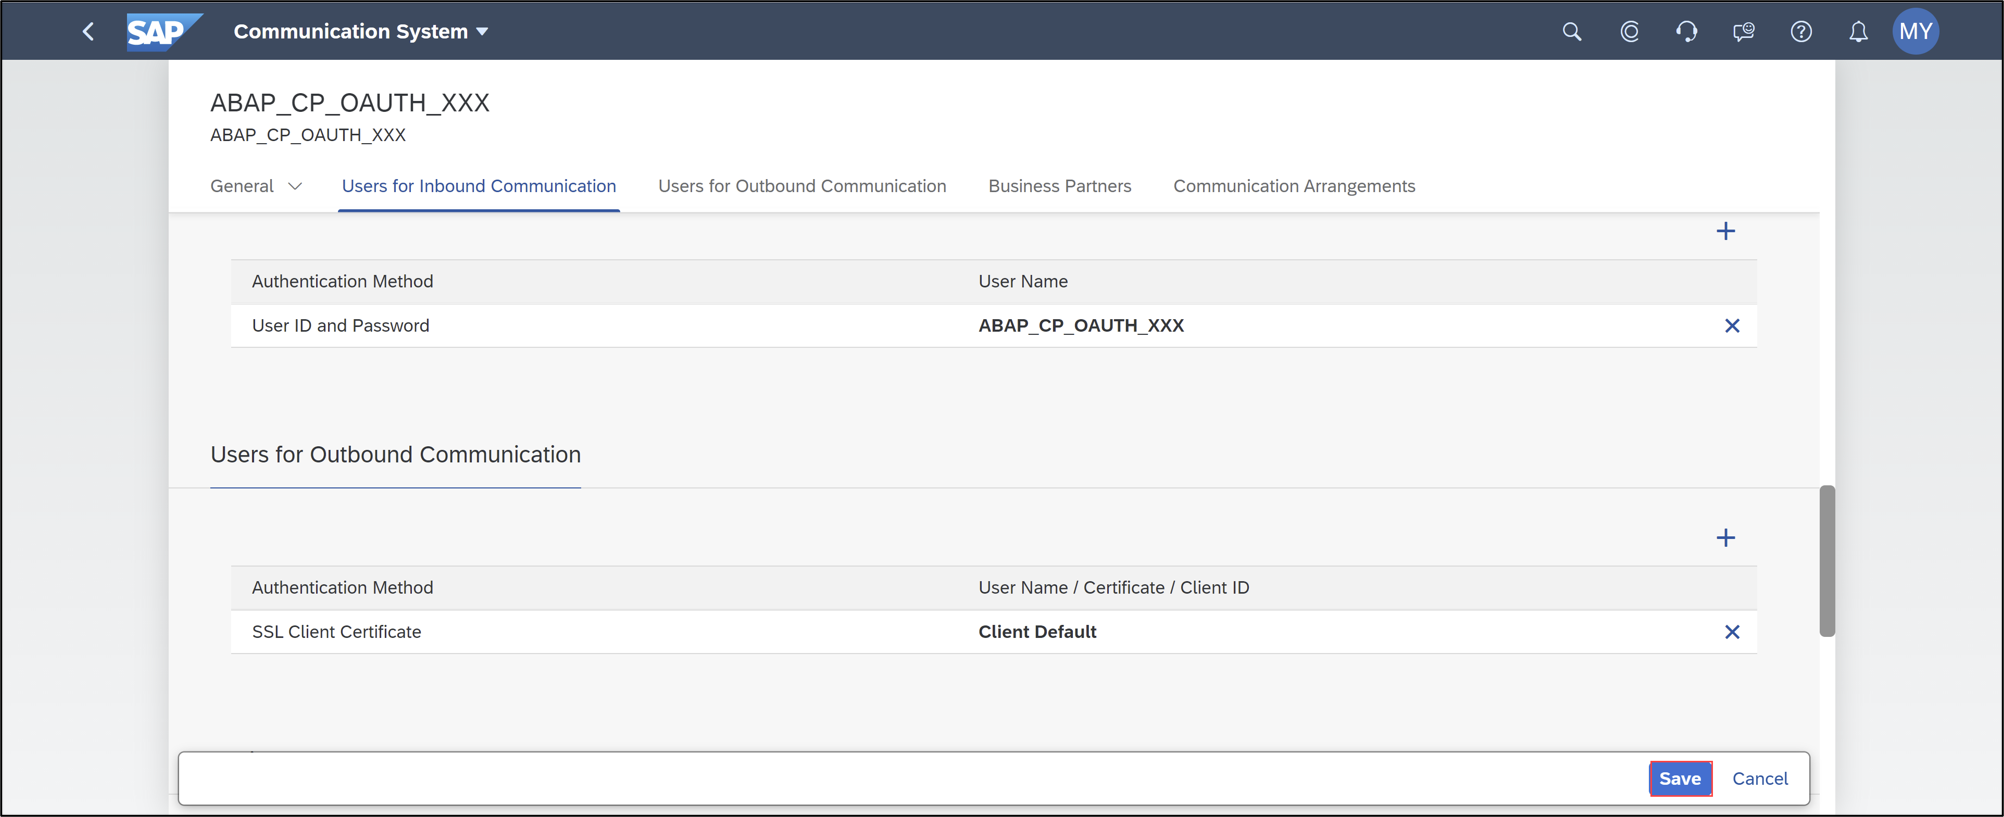 SAP Communication System
MY
ABAP_CP_OAUTH_XXX
ABAP_CP_OAUTH_XXX
General Users for Inbound Communication Users for Outbound Communication Business Partners Communication Arrangements
Authentication Method User Name
User ID and Password ABAP_CP_OAUTH_XXX
Users for Outbound Communication
Authentication Method User Name / Certificate / Client ID
SSL Client Certificate Client Default
Save Cancel